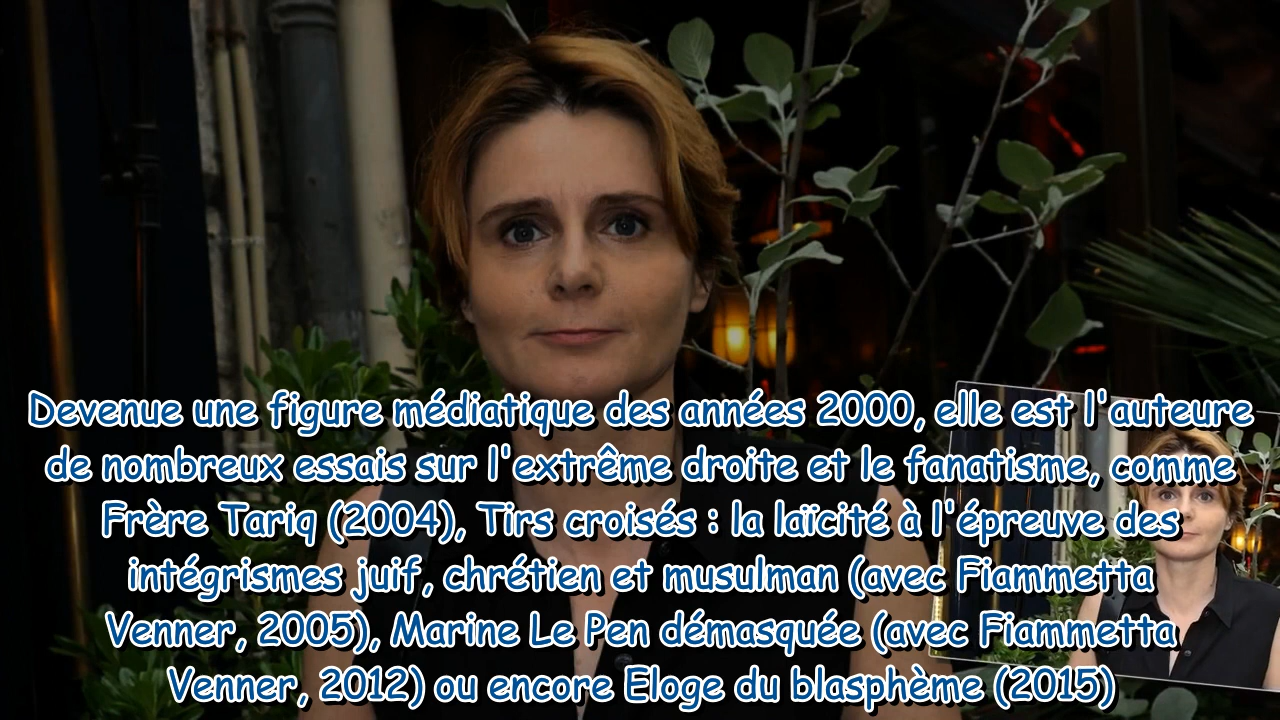 Devenue une figure médiatique des années 2000, elle est l'auteure
de nombreux essais sur l'extrême droite et le fanatisme, comme
Frère Tariq (2004), Tirs croisés : la laïcité à l'épreuve des
intégrismes juif, chrétien et musulman (avec Fiammetta
Venner, 2005), Marine Le Pen démasquée (avec Fiammetta
Venner, 2012) ou encore Eloge du blasphème (2015)